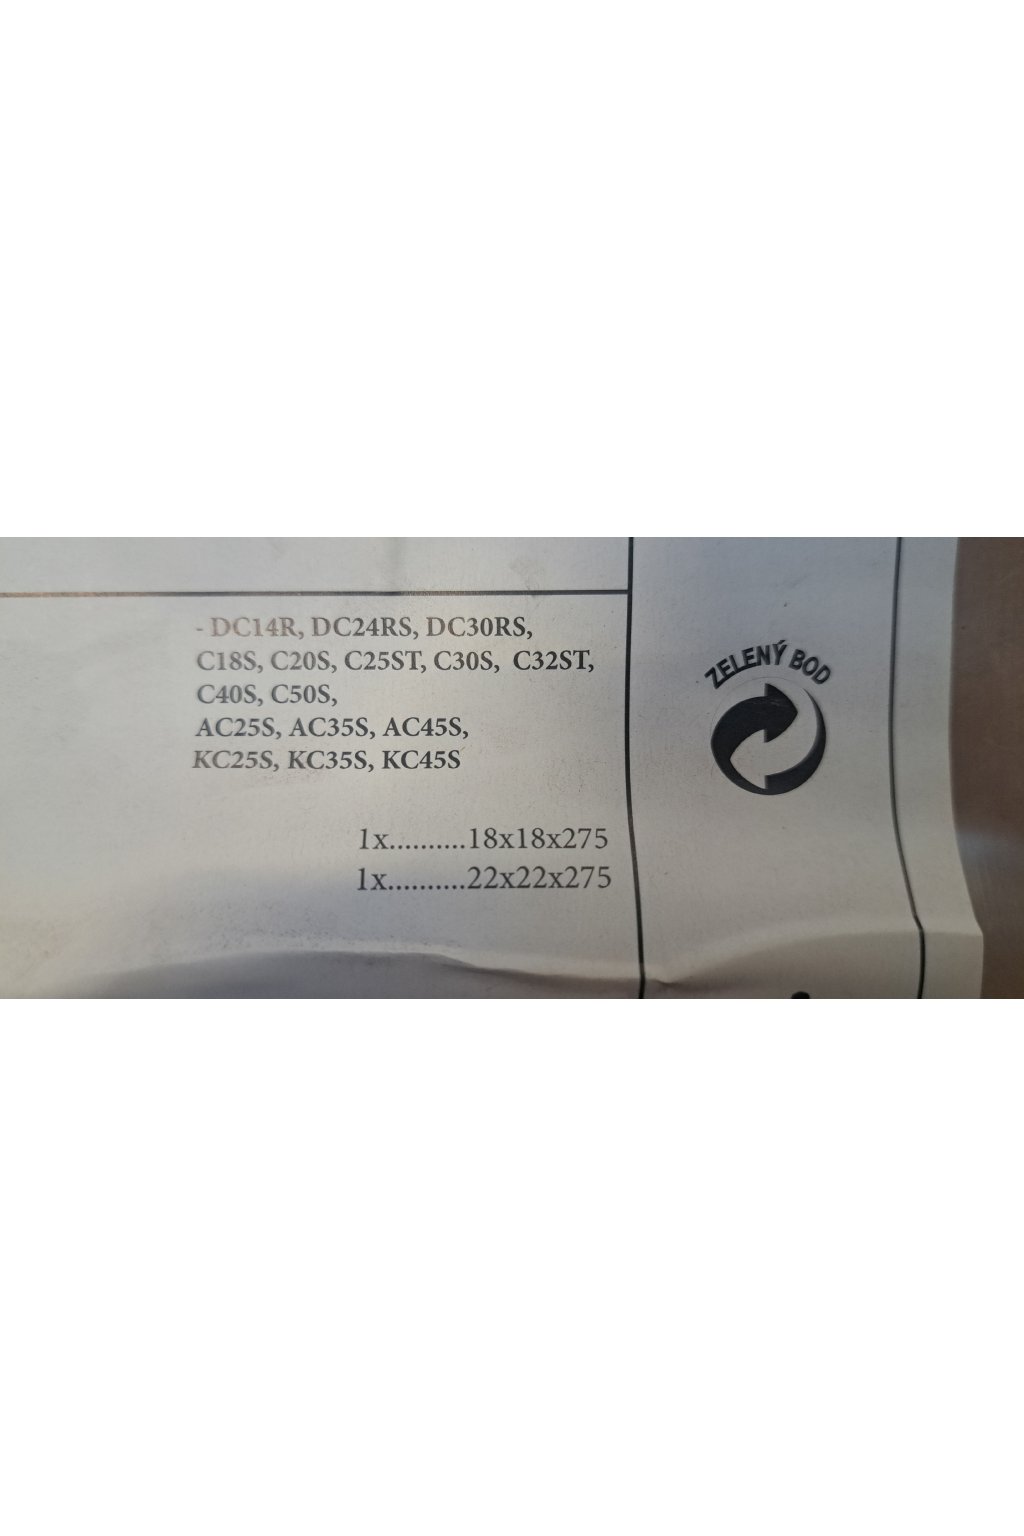 - DC14R, DC24RS, DC30RS,
C18S, C20S, C25ST, C30S, C32ST,
C40S, C50S,
AC25S, AC35S, AC45S,
KC25S, KC35S, KC45S
1x..........18x18x275
1x..........22x22x275
ZELENÝ BOD